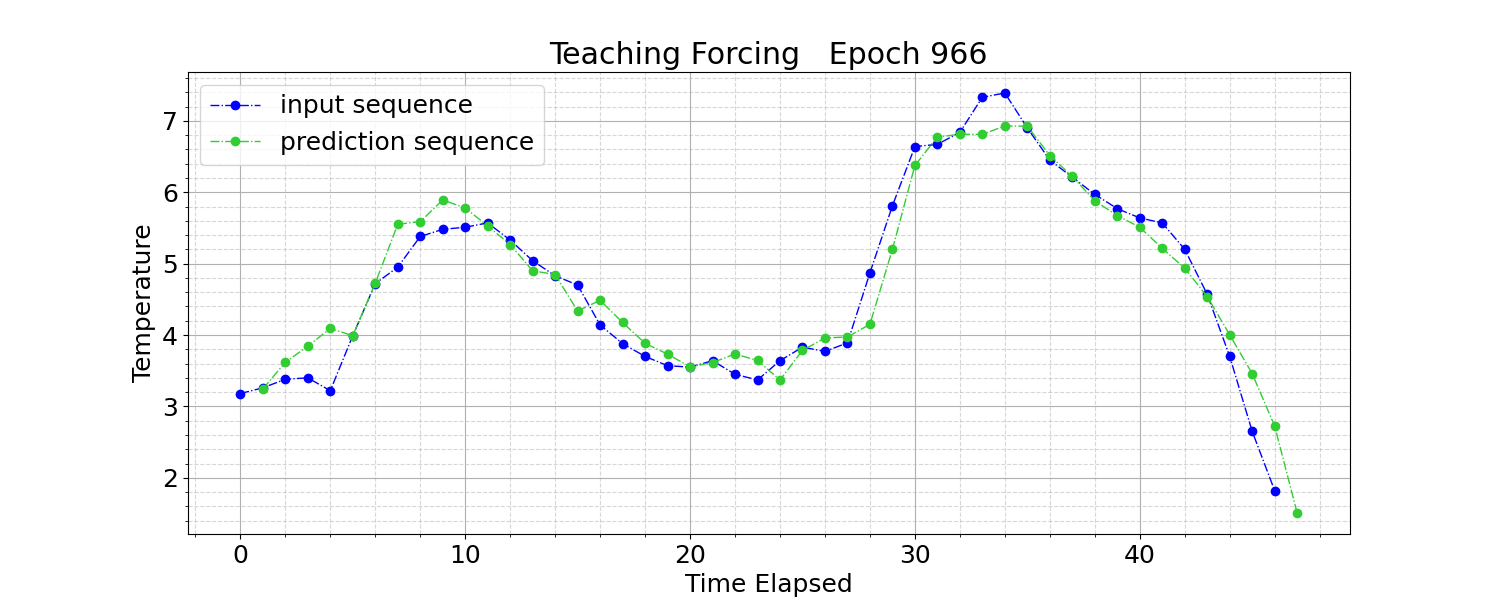 Teaching Forcing   Epoch 966
input sequence
prediction sequence
Temperature
7
6
5
4
3
2
0 10 20 30 40
Time Elapsed